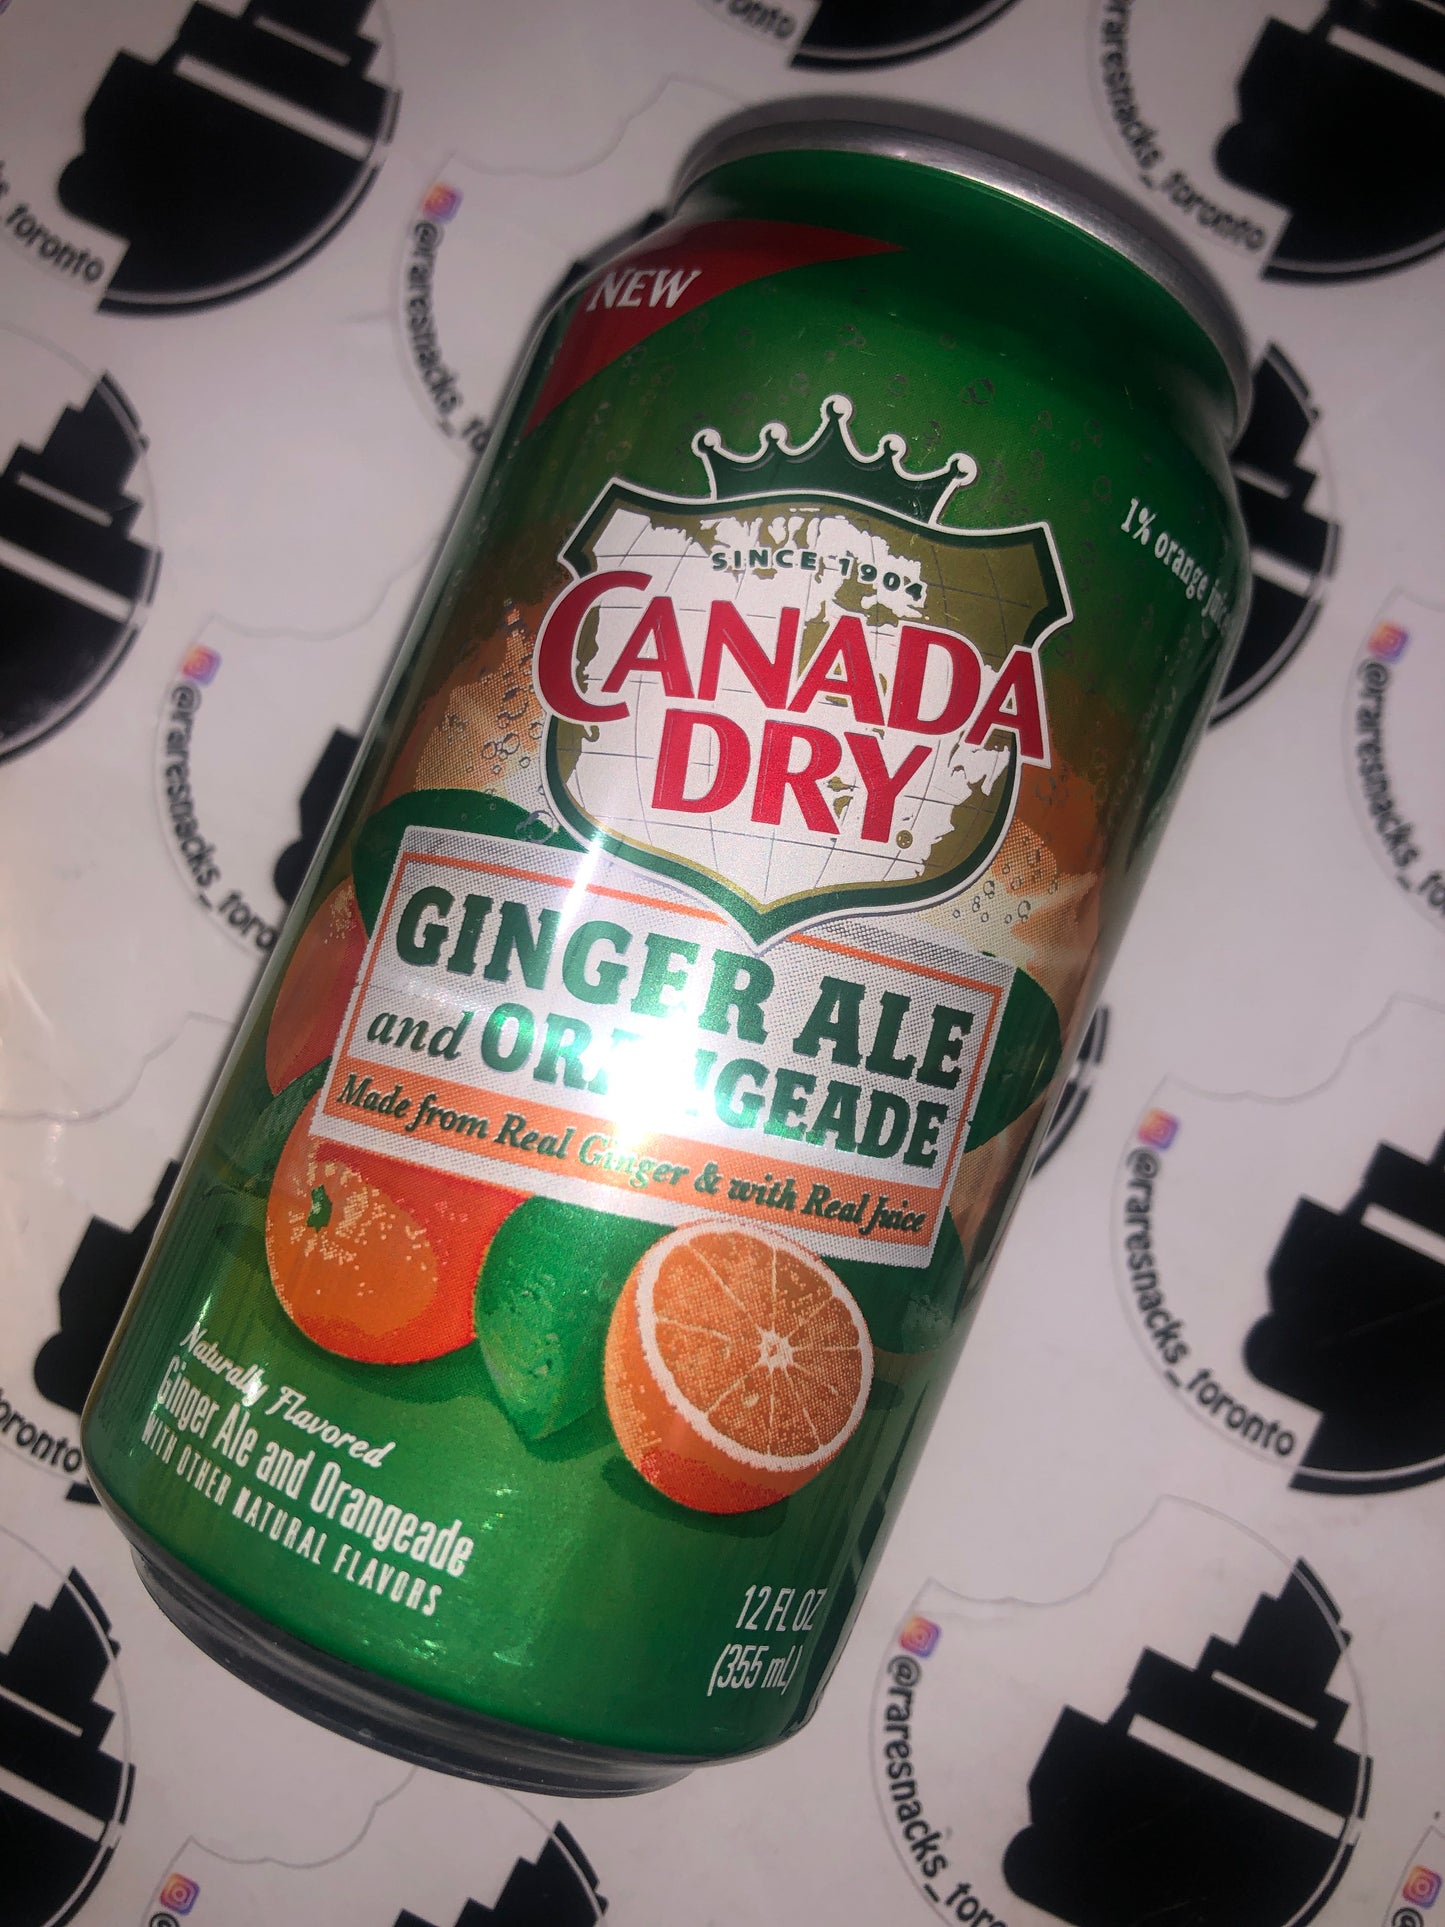 NEW
1% orange juice
SINCE 1904
CANADA
DRY
GINGER ALE
and ORANGEADE
Made from Real Ginger & with Real Juice
Naturally Flavored
Ginger Ale and Orangeade
WITH OTHER NATURAL FLAVORS
12 FL OZ
(355 mL)
@raresnacks_toronto
@raresnacks_toronto
@raresnacks_toronto